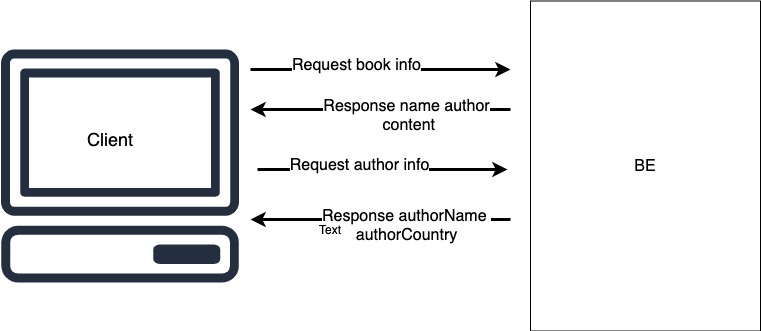 Request book info
Response name author
content
Client
Request author info
BE
Response authorName
Text
authorCountry